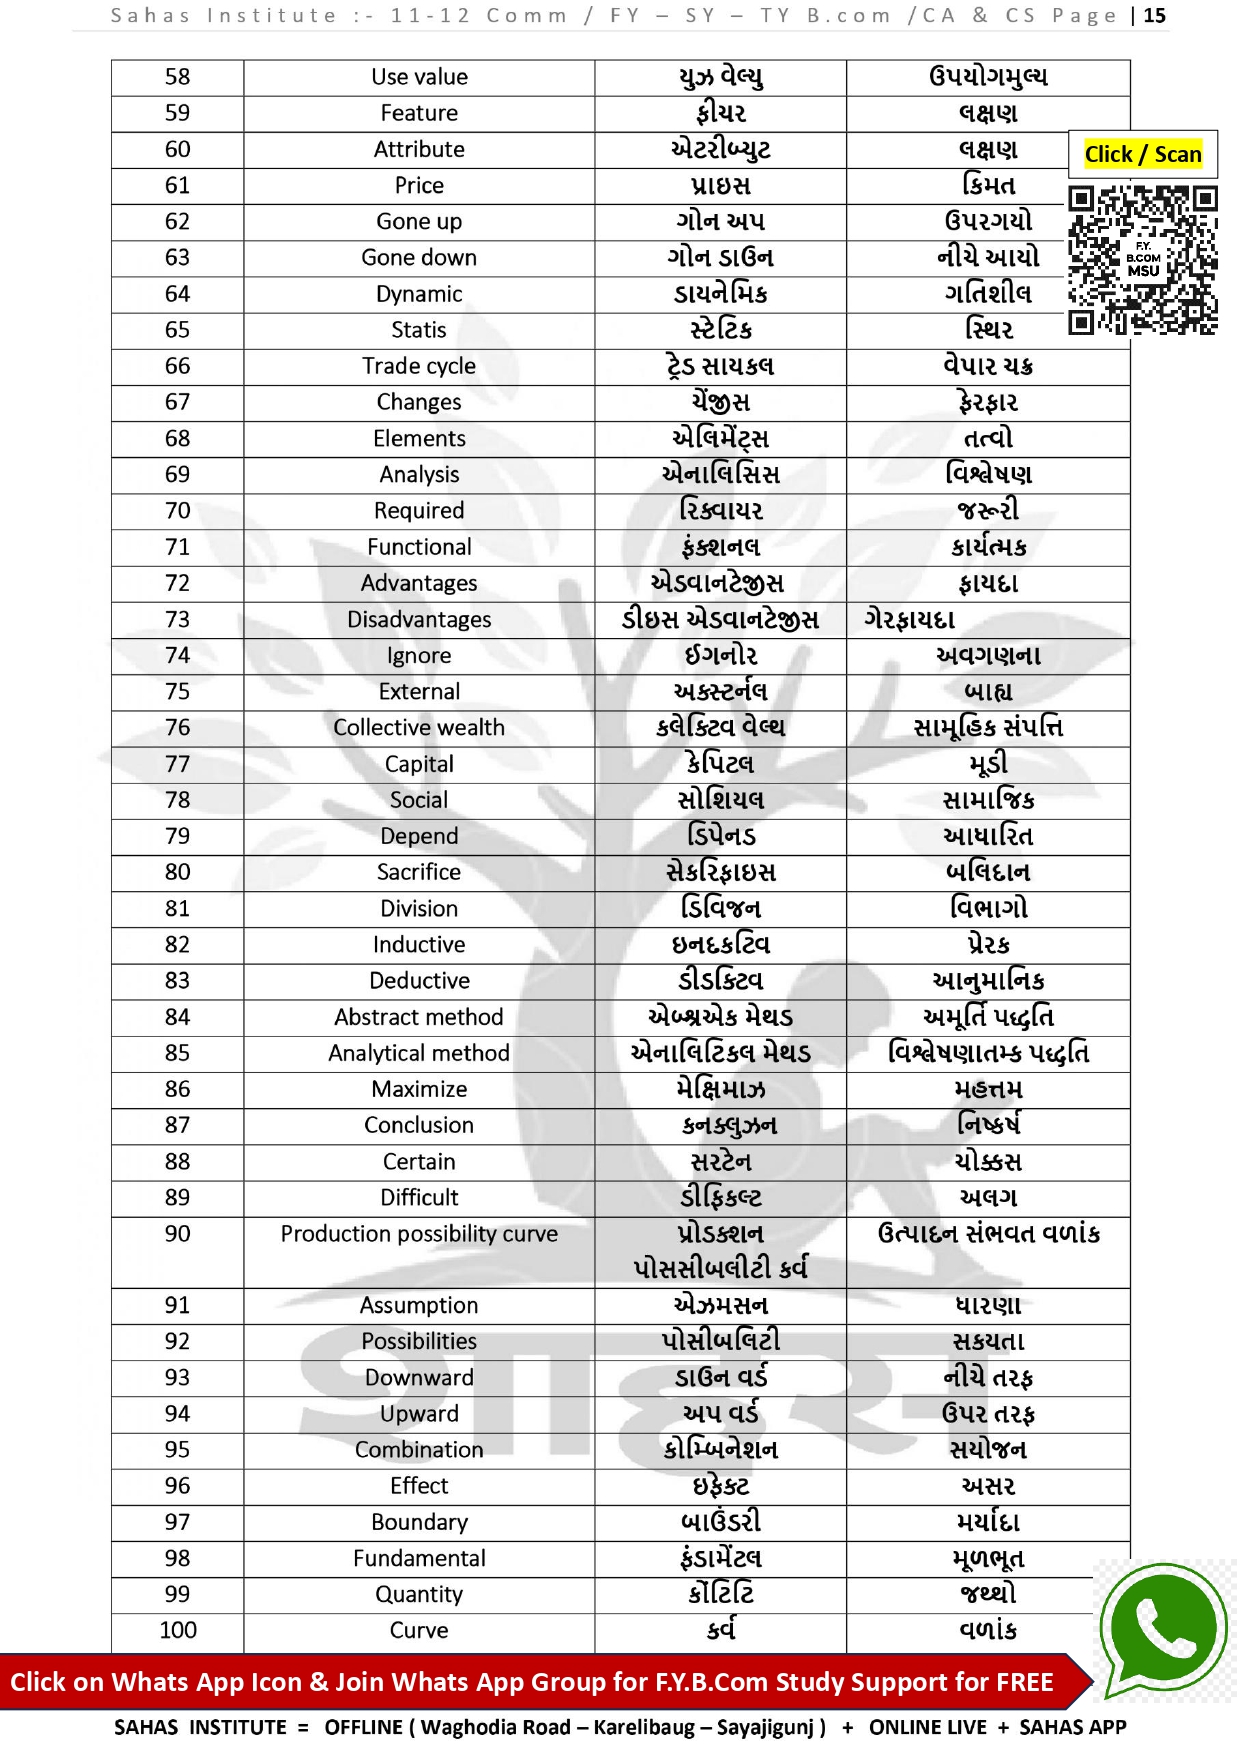 Sahas Institute :- 11-12 Comm / FY – SY – TY B.com /CA & CS Page | 15
58 Use value યુઝ વેલ્યુ ઉપયોગમુલ્ય
59 Feature ફીચર લક્ષણ
60 Attribute એટરીબ્યુટ લક્ષણ
Click / Scan
61 Price પ્રાઇસ કિમત
62 Gone up ગોન અપ ઉપરગયો
63 Gone down ગોન ડાઉન નીચે આયો
F.Y.
B.COM
MSU
64 Dynamic ડાયનેમિક ગતિશીલ
65 Statis સ્ટેટિક સ્થિર
66 Trade cycle ટ્રેડ સાયકલ વેપાર ચક્ર
67 Changes ચેંજીસ ફેરફાર
68 Elements એલિમેંટ્સ તત્વો
69 Analysis એનાલિસિસ વિશ્લેષણ
70 Required રિક્વાયર જરૂરી
71 Functional ફંક્શનલ કાર્યત્મક
72 Advantages એડવાનટેજીસ ફાયદા
73 Disadvantages ડીઇસ એડવાનટેજીસ ગેરફાયદા
74 Ignore ઈગનોર અવગણના
75 External અક્સ્ટર્નલ બાહ્ય
76 Collective wealth કલેક્ટિવ વેલ્થ સામૂહિક સંપત્તિ
77 Capital કેપિટલ મૂડી
78 Social સોશિયલ સામાજિક
79 Depend ડિપેનડ આધારિત
80 Sacrifice સેકરિફાઇસ બલિદાન
81 Division ડિવિજન વિભાગો
82 Inductive ઇનદકટિવ પ્રેરક
83 Deductive ડીડક્ટિવ આનુમાનિક
84 Abstract method એબ્શ્રએક મેથડ અમૂર્તિ પદ્ધતિ
85 Analytical method એનાલિટિકલ મેથડ વિશ્લેષણાતમ્ક પદ્ધતિ
86 Maximize મેક્ષિમાઝ મહત્તમ
87 Conclusion કનક્લુઝન નિષ્કર્ષ
88 Certain સરટેન ચોક્કસ
89 Difficult ડીફિકલ્ટ અલગ
90 Production possibility curve પ્રોડક્શન ઉત્પાદન સંભવત વળાંક
પોસસીબલીટી કર્વ
91 Assumption એઝમસન ધારણા
92 Possibilities પોસીબલિટી સકયતા
93 Downward ડાઉન વર્ડ નીચે તરફ
94 Upward અપ વર્ડ ઉપર તરફ
95 Combination કોમ્બિનેશન સયોજન
96 Effect ઇફેક્ટ અસર
97 Boundary બાઉંડરી મર્યાદા
98 Fundamental ફંડામેંટલ મૂળભૂત
99 Quantity કોંટિટિ જથ્થો
100 Curve કર્વ વળાંક
शाहस
Click on Whats App Icon & Join Whats App Group for F.Y.B.Com Study Support for FREE
SAHAS INSTITUTE = OFFLINE ( Waghodia Road – Karelibaug – Sayajigunj ) + ONLINE LIVE + SAHAS APP